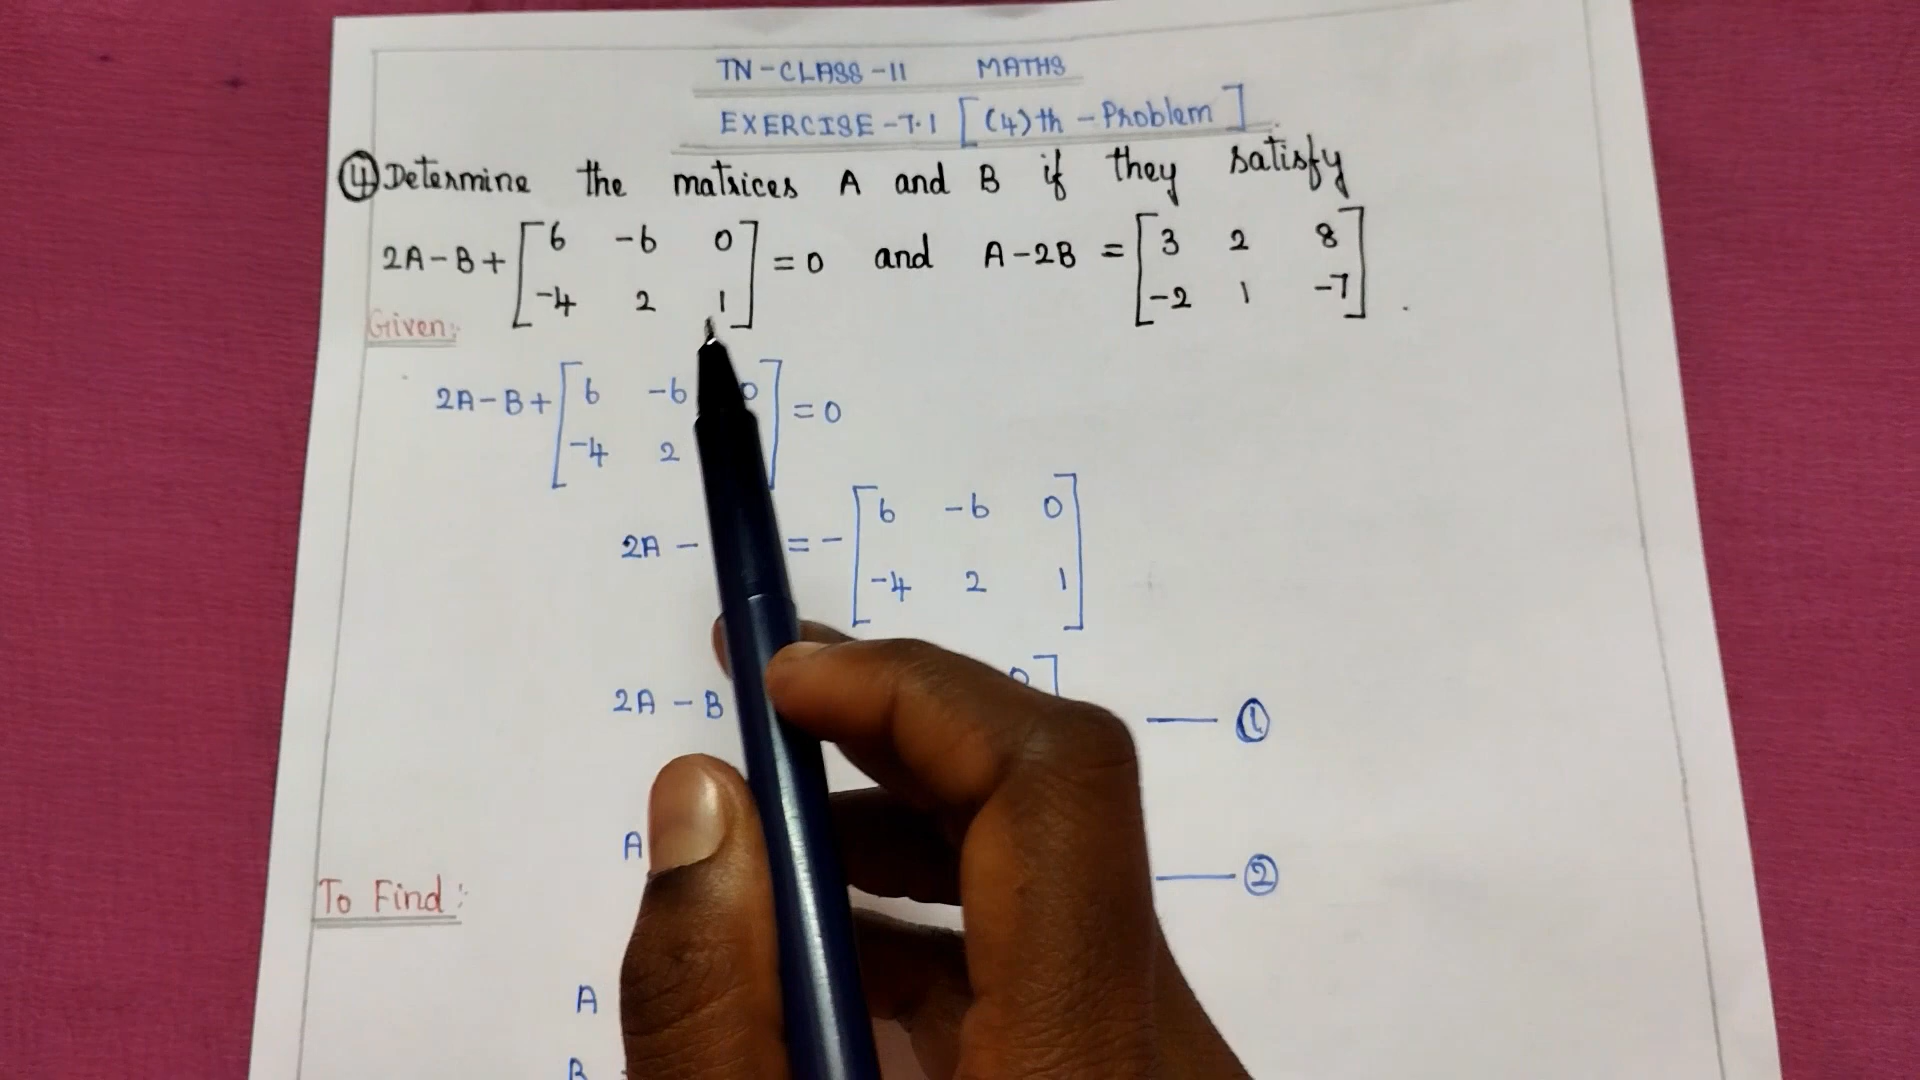 TN-CLASS-11 MATHS
EXERCISE-7.1 [(4)th - Problem].
④ Determine the matrices A and B if they satisfy
2A-B+[6 -6 0] = 0 and A-2B = [3 2 8]
[-4 2 1] [-2 1 -7].
Given:
2A-B+[6 -6 0] = 0
[-4 2 ]
2A - = -[6 -6 0]
[-4 2 1]
2A - B 0] — ①
A — ②
To Find:
A
B